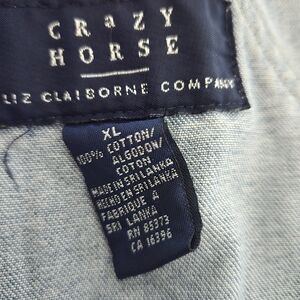 CRaZY
HORSE
LIZ CLAIBORNE COMPANY
XL
100% COTTON/
ALGODON/
COTON
MADE IN SRI LANKA
HECHO EN SRI LANKA
FABRIQUE A
SRI LANKA
RN 85373
CA 16396